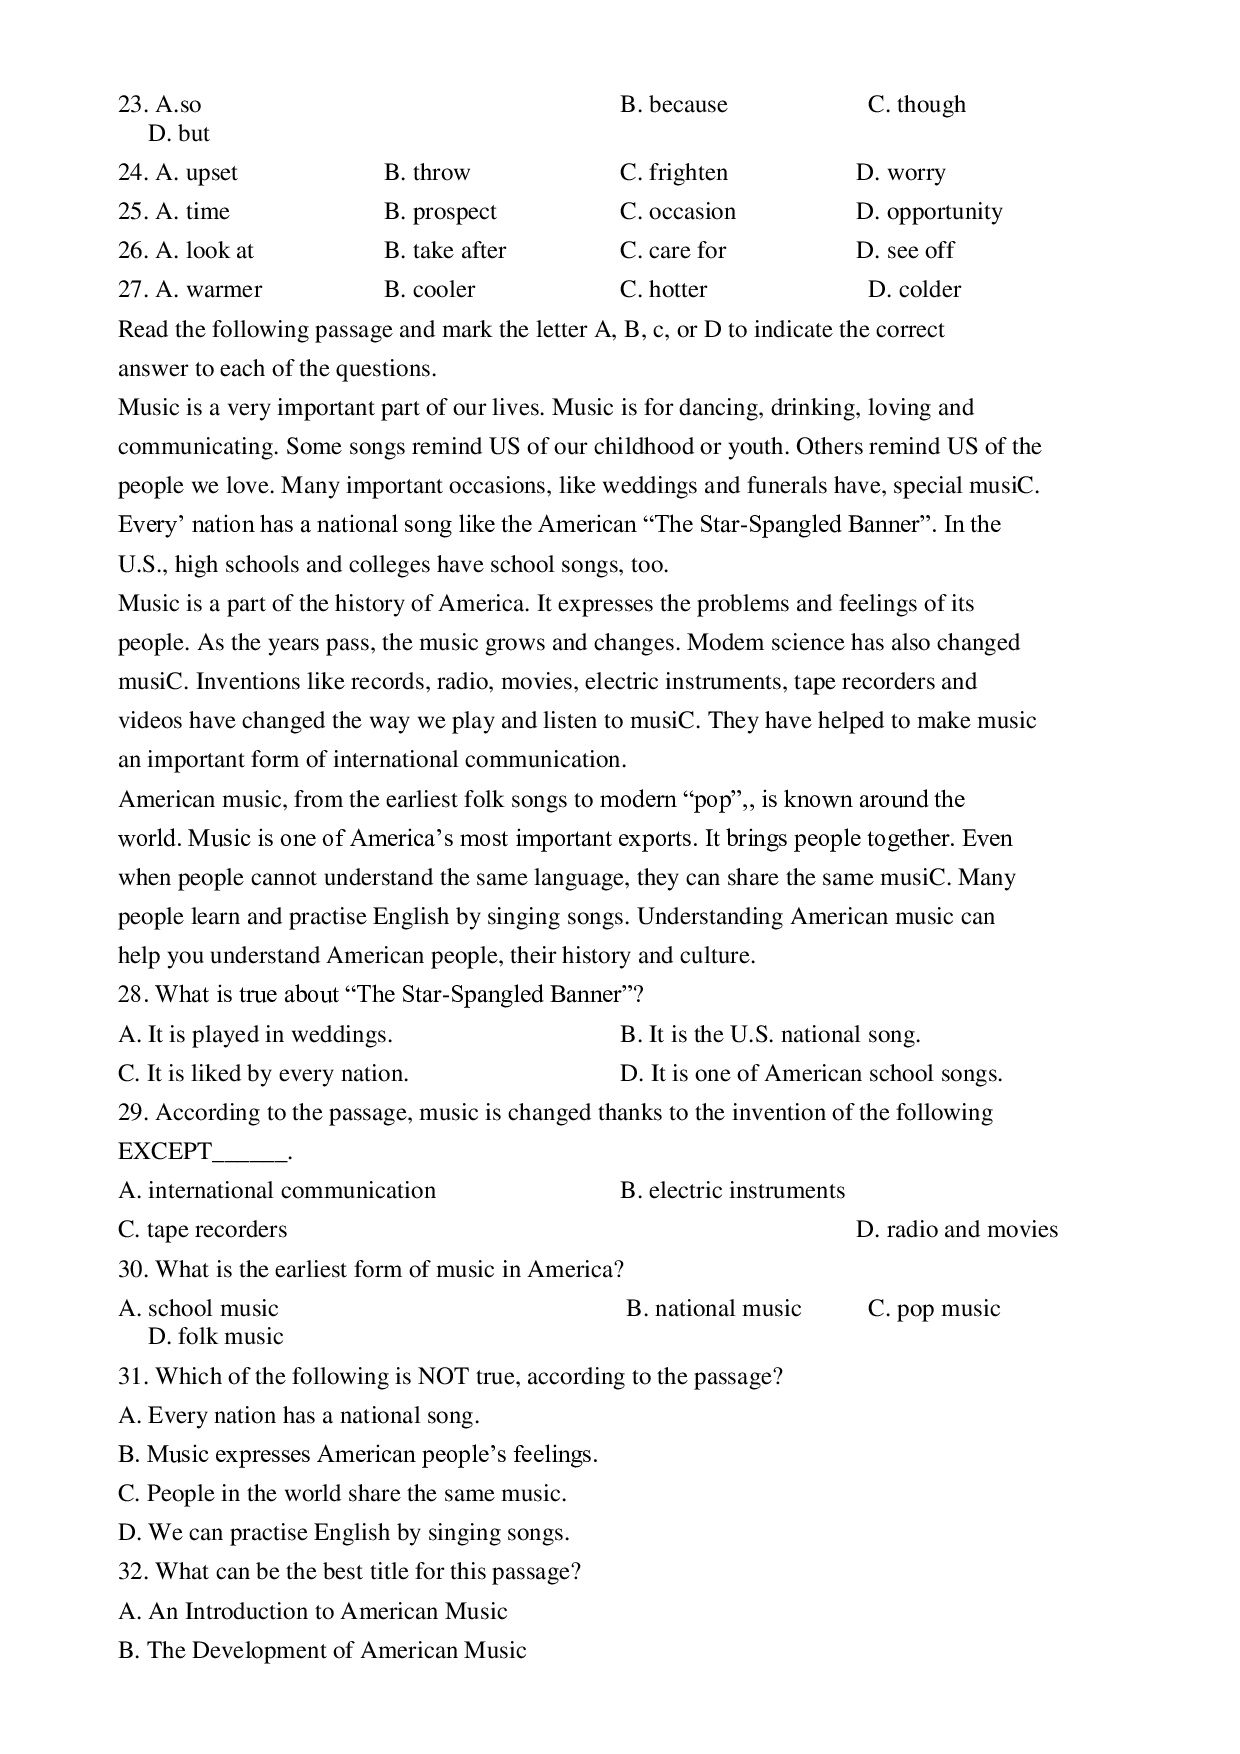 23. A.so B. because C. though
D. but
24. A. upset B. throw C. frighten D. worry
25. A. time B. prospect C. occasion D. opportunity
26. A. look at B. take after C. care for D. see off
27. A. warmer B. cooler C. hotter D. colder
Read the following passage and mark the letter A, B, c, or D to indicate the correct
answer to each of the questions.
Music is a very important part of our lives. Music is for dancing, drinking, loving and
communicating. Some songs remind US of our childhood or youth. Others remind US of the
people we love. Many important occasions, like weddings and funerals have, special musiC.
Every’ nation has a national song like the American “The Star-Spangled Banner”. In the
U.S., high schools and colleges have school songs, too.
Music is a part of the history of America. It expresses the problems and feelings of its
people. As the years pass, the music grows and changes. Modem science has also changed
musiC. Inventions like records, radio, movies, electric instruments, tape recorders and
videos have changed the way we play and listen to musiC. They have helped to make music
an important form of international communication.
American music, from the earliest folk songs to modern “pop”,, is known around the
world. Music is one of America’s most important exports. It brings people together. Even
when people cannot understand the same language, they can share the same musiC. Many
people learn and practise English by singing songs. Understanding American music can
help you understand American people, their history and culture.
28. What is true about “The Star-Spangled Banner”?
A. It is played in weddings. B. It is the U.S. national song.
C. It is liked by every nation. D. It is one of American school songs.
29. According to the passage, music is changed thanks to the invention of the following
EXCEPT______.
A. international communication B. electric instruments
C. tape recorders D. radio and movies
30. What is the earliest form of music in America?
A. school music B. national music C. pop music
D. folk music
31. Which of the following is NOT true, according to the passage?
A. Every nation has a national song.
B. Music expresses American people’s feelings.
C. People in the world share the same music.
D. We can practise English by singing songs.
32. What can be the best title for this passage?
A. An Introduction to American Music
B. The Development of American Music